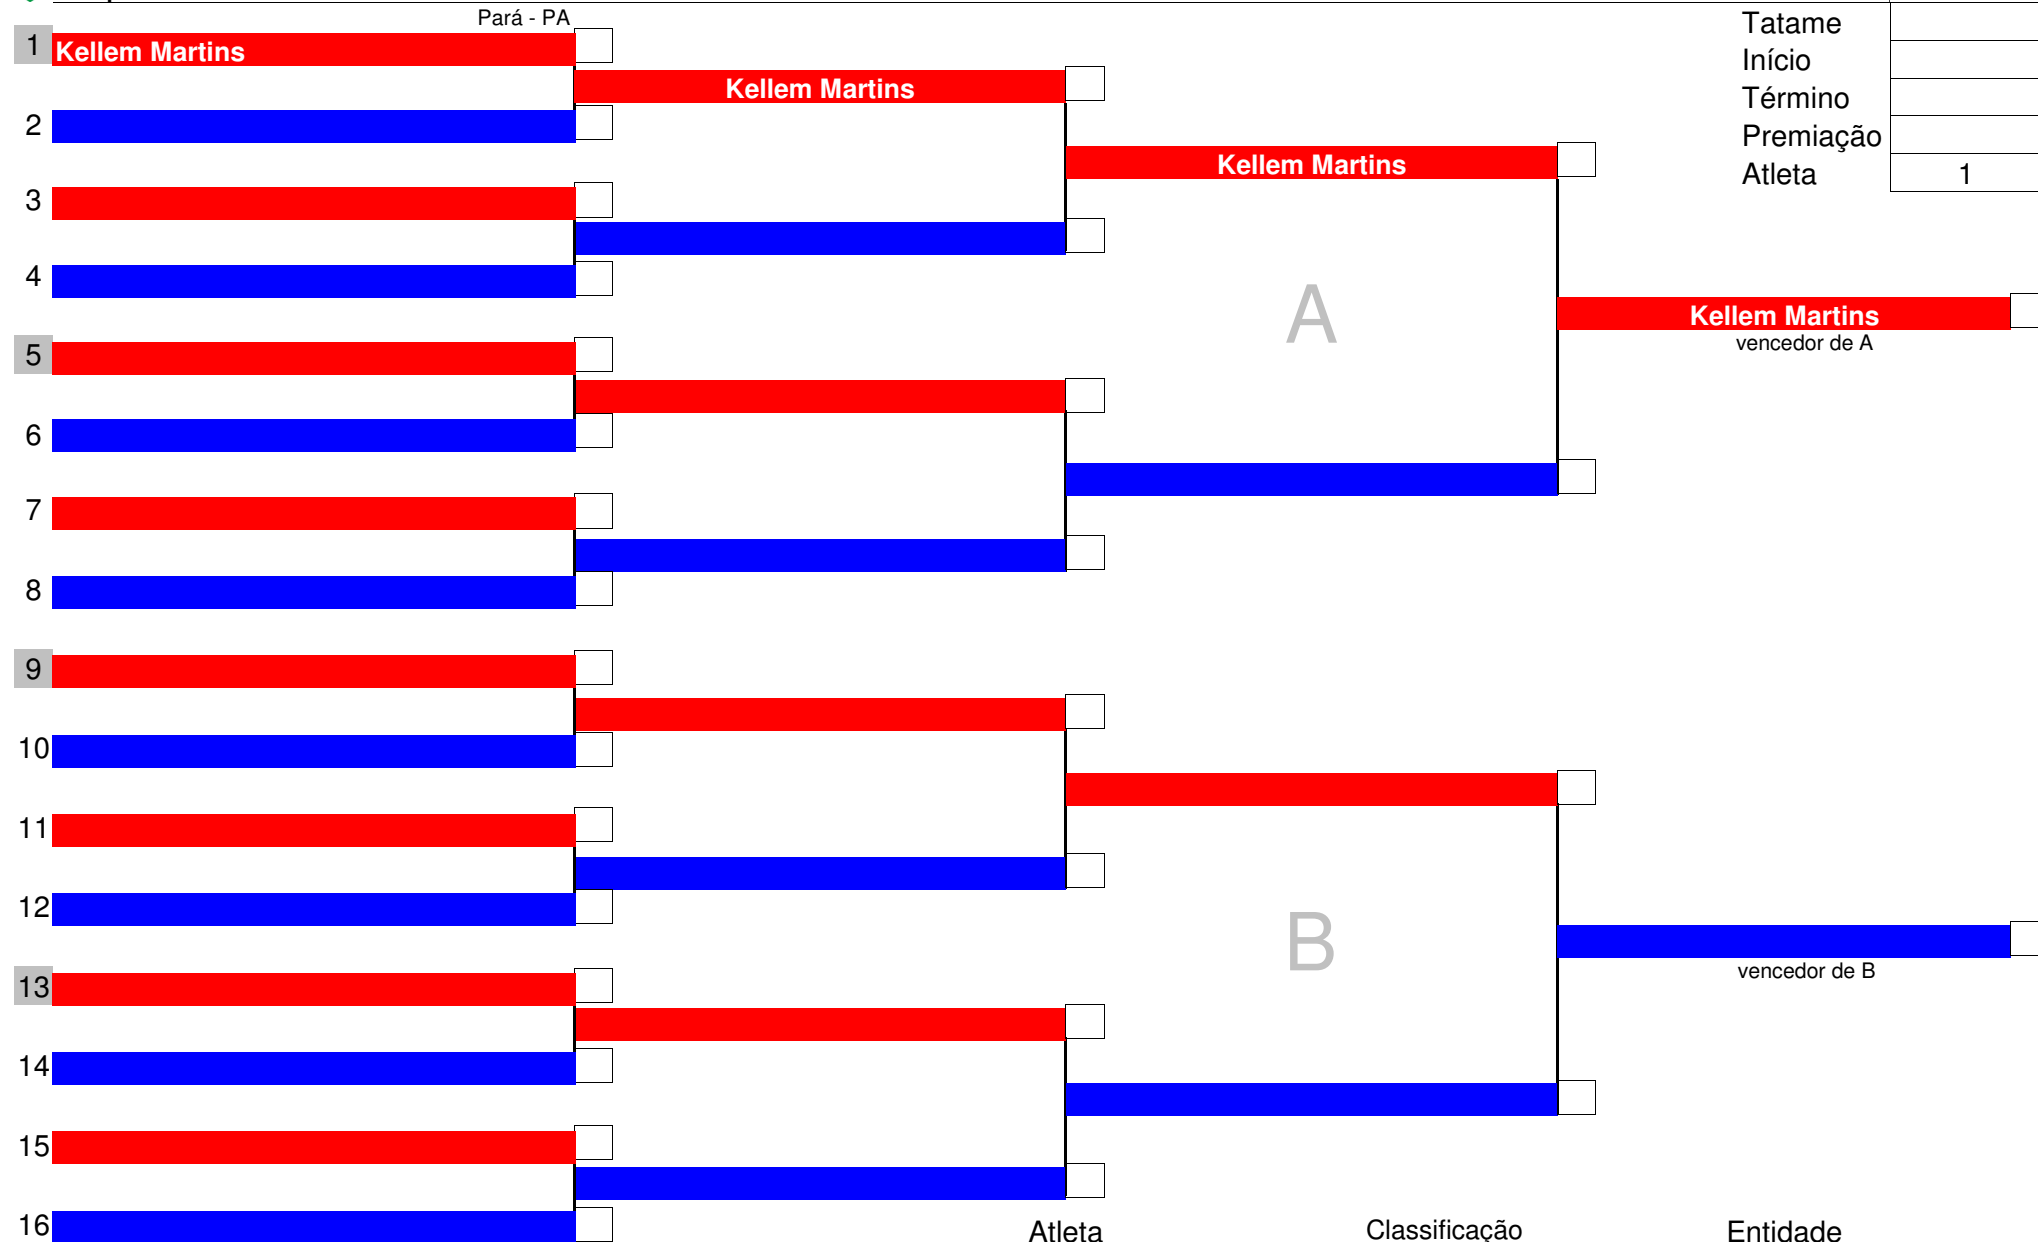 Pará - PA
Tatame
Início
Término
Premiação
Atleta 1
1 Kellem Martins
Kellem Martins
2
Kellem Martins
3
4
A
Kellem Martins
vencedor de A
5
6
7
8
9
10
11
12
B
vencedor de B
13
14
15
16
Atleta Classificação Entidade